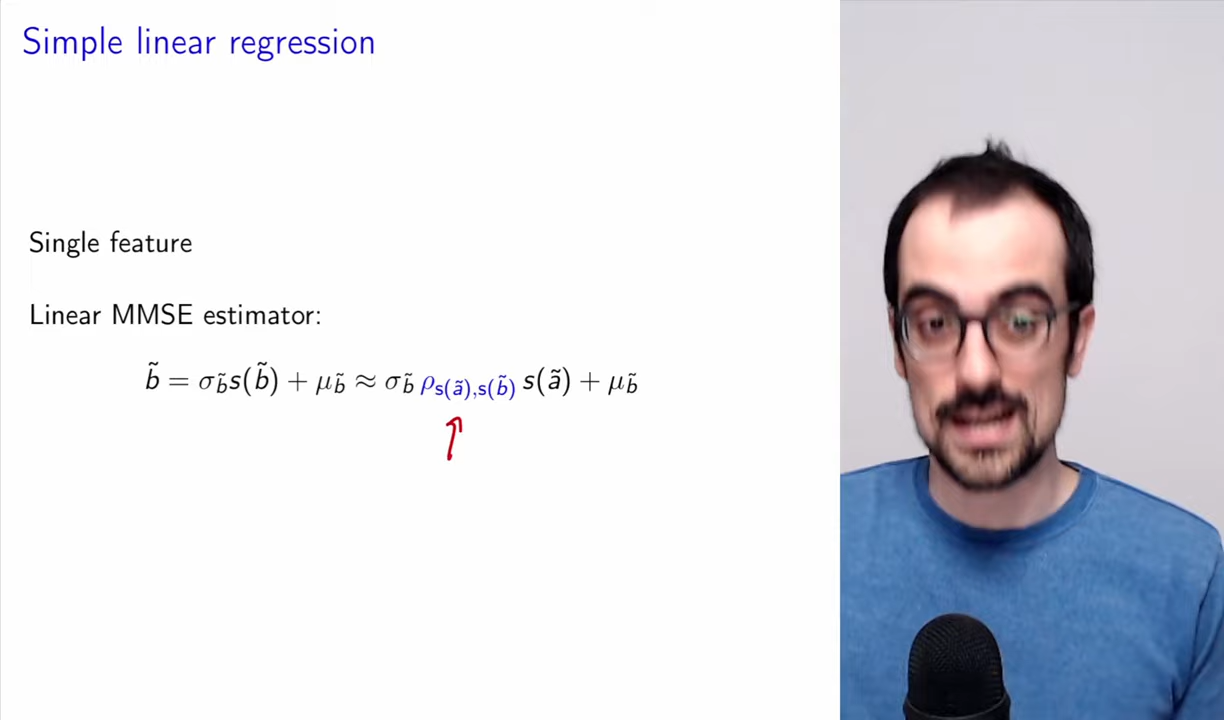 Simple linear regression
Single feature
Linear MMSE estimator:
b̃ = σ_b̃ s(b̃) + μ_b̃ ≈ σ_b̃ ρ_s(ã),s(b̃) s(ã) + μ_b̃